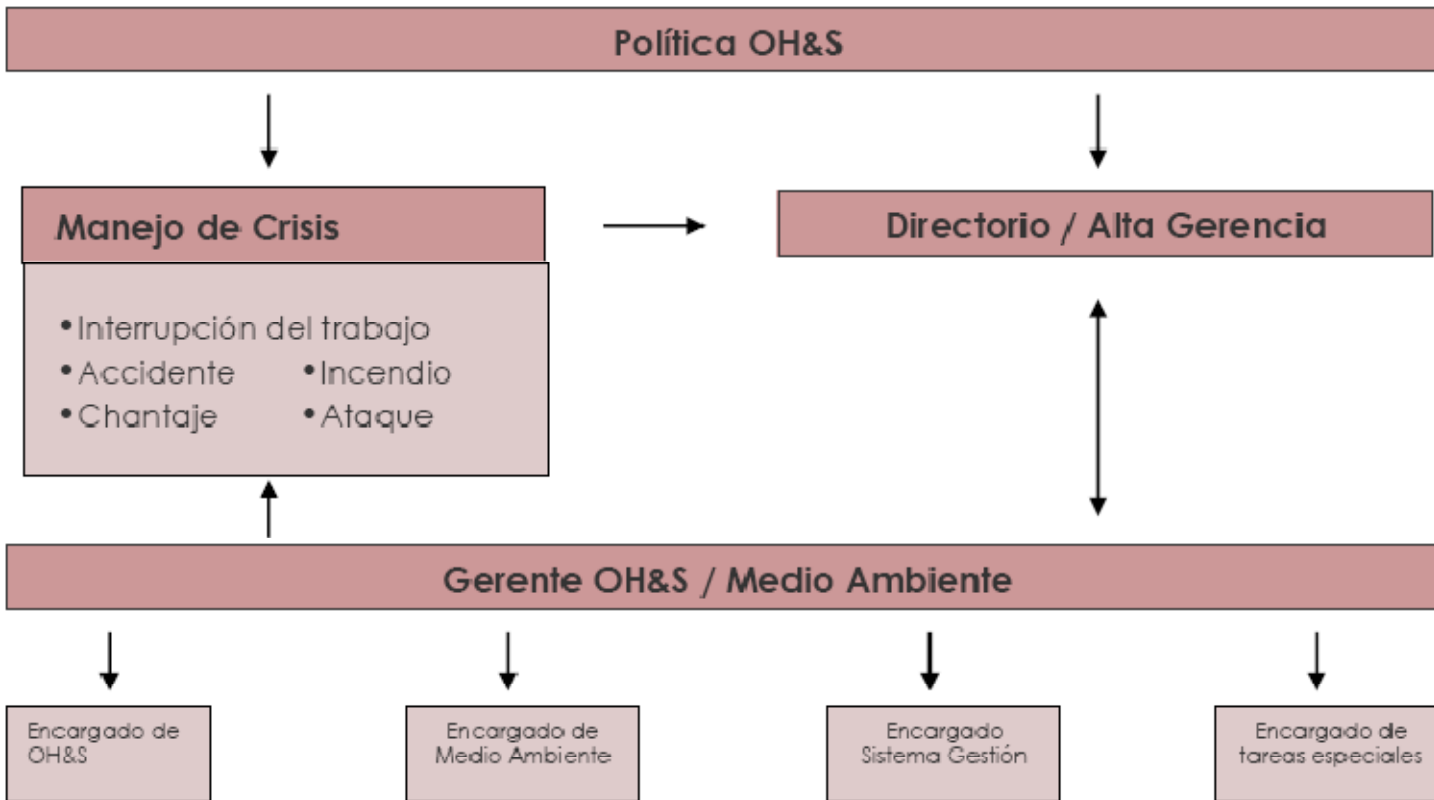 Política OH&S
Manejo de Crisis
Directorio / Alta Gerencia
•Interrupción del trabajo
•Accidente •Incendio
•Chantaje •Ataque
Gerente OH&S / Medio Ambiente
Encargado de
OH&S
Encargado de
Medio Ambiente
Encargado
Sistema Gestión
Encargado de
tareas especiales